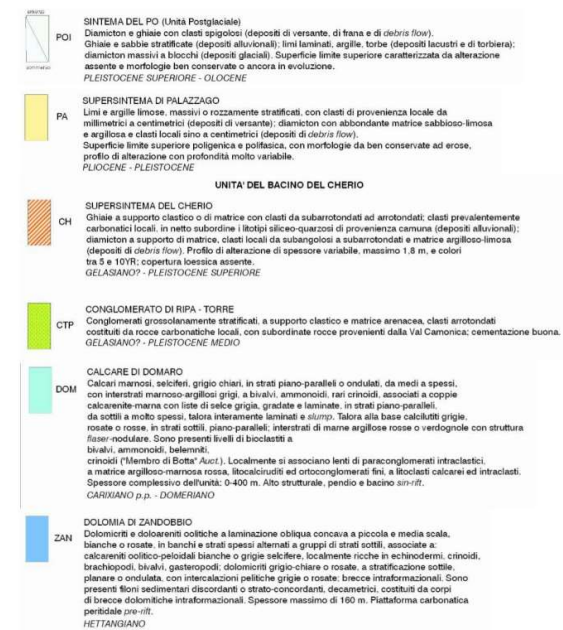 SINTEMA DEL PO (Unità Postglaciale)
POI
Diamicton e ghiaie con clasti spigolosi (depositi di versante, di frana e di debris flow).
Ghiaie e sabbie stratificate (depositi alluvionali); limi laminati, argille, torbe (depositi lacustri e di torbiera);
diamicton massivi a blocchi (depositi glaciali). Superficie limite superiore caratterizzata da alterazione
assente e morfologie ben conservate o ancora in evoluzione.
PLEISTOCENE SUPERIORE - OLOCENE
SUPERSINTEMA DI PALAZZAGO
PA
Limi e argille limose, massivi o rozzamente stratificati, con clasti di provenienza locale da
millimetrici a centimetrici (depositi di versante); diamicton con abbondante matrice sabbioso-limosa
e argillosa e clasti locali sino a centimetrici (depositi di debris flow).
Superficie limite superiore poligenica e polifasica, con morfologie da ben conservate ad erose,
profilo di alterazione con profondità molto variabile.
PLIOCENE - PLEISTOCENE
UNITA' DEL BACINO DEL CHERIO
SUPERSINTEMA DEL CHERIO
CH
Ghiaie a supporto clastico o di matrice con clasti da subarrotondati ad arrotondati; clasti prevalentemente
carbonatici locali, in netto subordine i litotipi siliceo-quarzosi di provenienza camuna (depositi alluvionali);
diamicton a supporto di matrice, clasti locali da subangolosi a subarrotondati e matrice argilloso-limosa
(depositi di debris flow). Profilo di alterazione di spessore variabile, massimo 1,8 m, e colori
tra 5 e 10YR; copertura loessica assente.
GELASIANO? - PLEISTOCENE SUPERIORE
CONGLOMERATO DI RIPA - TORRE
CTP
Conglomerati grossolanamente stratificati, a supporto clastico e matrice arenacea, clasti arrotondati
costituiti da rocce carbonatiche locali, con subordinate rocce provenienti dalla Val Camonica; cementazione buona.
GELASIANO? - PLEISTOCENE MEDIO
CALCARE DI DOMARO
DOM
Calcari marnosi, selciferi, grigio chiari, in strati piano-paralleli o ondulati, da medi a spessi,
con interstrati marnoso-argillosi grigi, a bivalvi, ammonoidi, rari crinoidi, associati a coppie
calcarenite-marna con liste di selce grigia, gradate e laminate, in strati piano-paralleli,
da sottili a molto spessi, talora interamente laminati e slump. Talora alla base calcilutiti grigie,
rosate o rosse, in strati sottili, piano-paralleli; interstrati di marne argillose rosse o verdognole con struttura
flaser-nodulare. Sono presenti livelli di bioclastiti a
bivalvi, ammonoidi, belemniti,
crinoidi ("Membro di Botta" Auct.). Localmente si associano lenti di paraconglomerati intraclastici,
a matrice argilloso-marnosa rossa, litocalciruditi ed ortoconglomerati fini, a litoclasti calcarei ed intraclasti.
Spessore complessivo dell'unità: 0-400 m. Alto strutturale, pendio e bacino sin-rift.
CARIXIANO p.p. - DOMERIANO
DOLOMIA DI ZANDOBBIO
ZAN
Dolomicriti e doloareniti oolitiche a laminazione obliqua concava a piccola e media scala,
bianche o rosate, in banchi e strati spessi alternati a gruppi di strati sottili, associate a:
calcareniti oolitico-peloidali bianche o grigie selcifere, localmente ricche in echinodermi, crinoidi,
brachiopodi, bivalvi, gasteropodi; dolomicriti grigio-chiare o rosate, a stratificazione sottile,
planare o ondulata, con intercalazioni pelitiche grigie o rosate; brecce intraformazionali. Sono
presenti filoni sedimentari discordanti o strato-concordanti, decametrici, costituiti da corpi
di brecce dolomitiche intraformazionali. Spessore massimo di 160 m. Piattaforma carbonatica
peritidale pre-rift.
HETTANGIANO